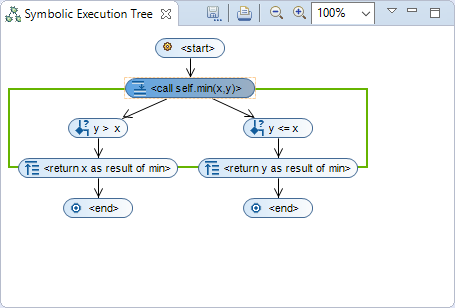 Symbolic Execution Tree
100%
<start>
<call self.min(x,y)>
y > x
y <= x
<return x as result of min>
<return y as result of min>
<end>
<end>